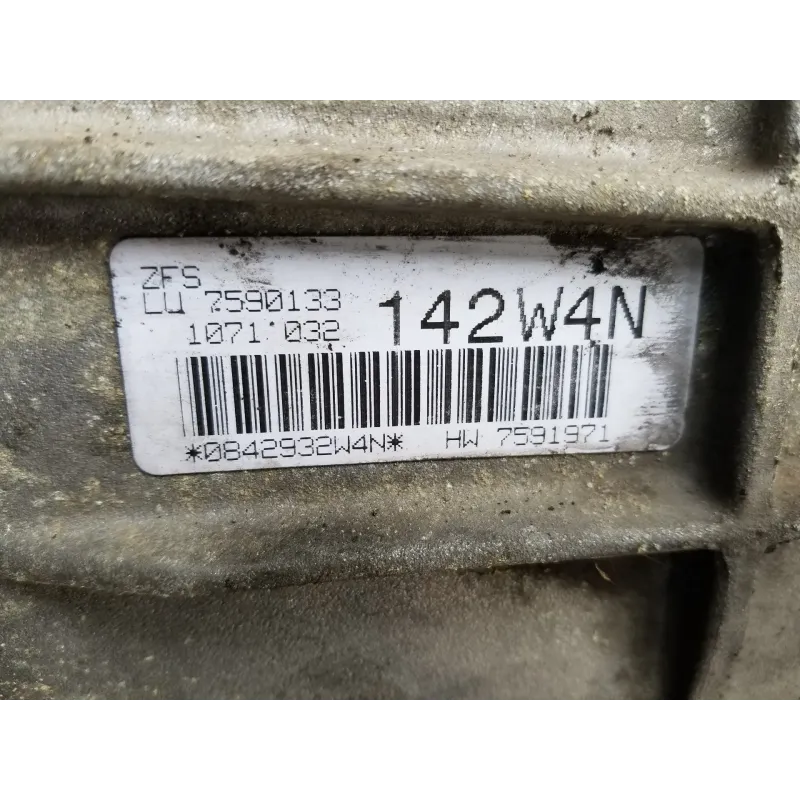 ZFS
LU 7590133
1071 032
142W4N
*0842932W4N* HW 7591971